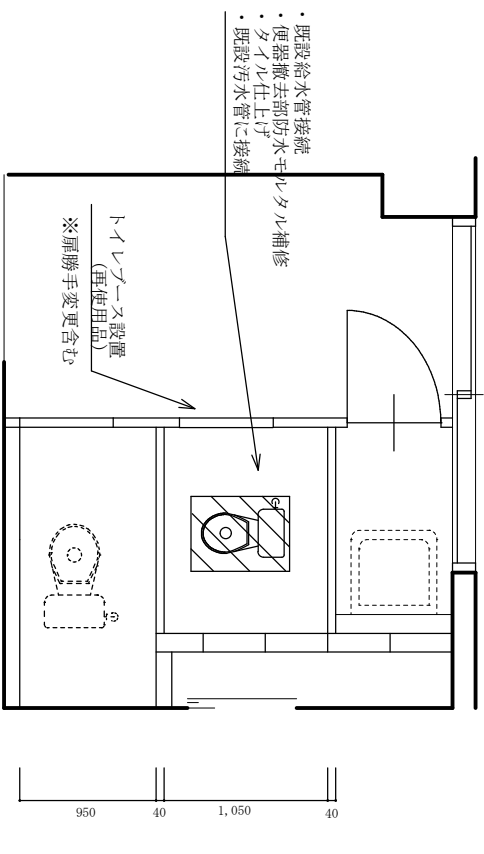 ・既設給水管接続
・便器撤去部防水モルタル補修
・タイル仕上げ
・既設汚水管に接続
トイレブース設置
(再使用品)
※扉勝手変更含む
950
40
1,050
40